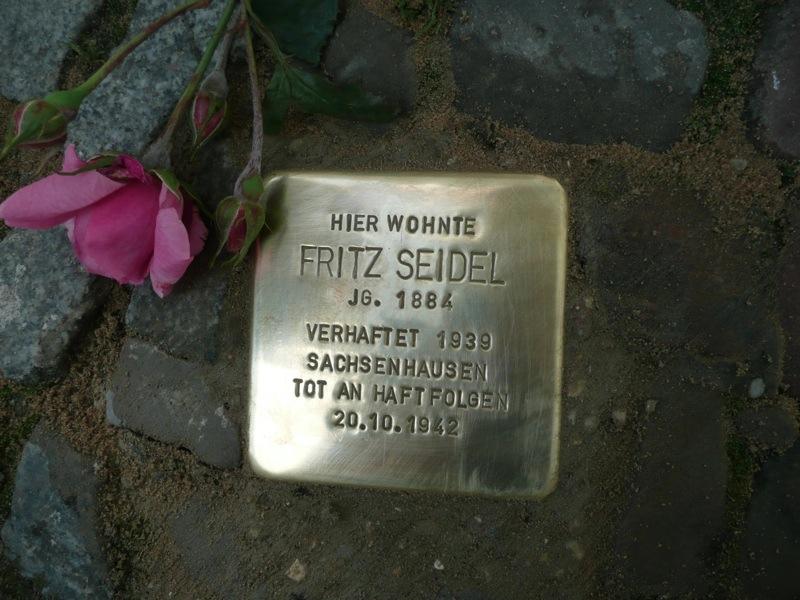 HIER WOHNTE
FRITZ SEIDEL
JG. 1884
VERHAFTET 1939
SACHSENHAUSEN
TOT AN HAFTFOLGEN
20.10.1942